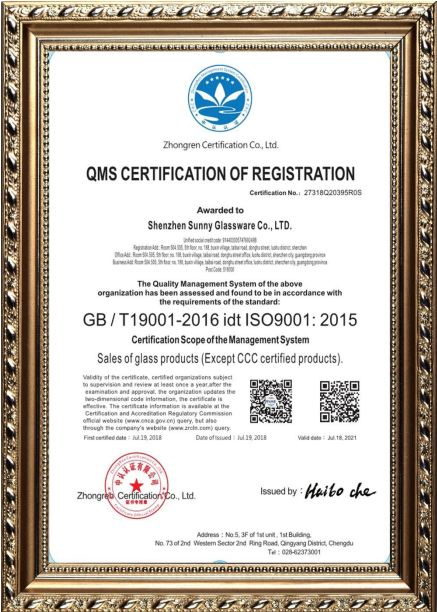 Zhongren Certification Co., Ltd.
QMS CERTIFICATION OF REGISTRATION
Certification No.: 27318Q20395R0S
Awarded to
Shenzhen Sunny Glassware Co., LTD.
The Quality Management System of the above
organization has been assessed and found to be in accordance with
the requirements of the standard:
GB / T19001-2016 idt ISO9001: 2015
Certification Scope of the Management System
Sales of glass products (Except CCC certified products).
Validity of the certificate, certified organizations subject
to supervision and review at least once a year,after the
examination and approval, the organization updates the
two-dimensional code information, the certificate is
effective. The certificate information is available at the
Certification and Accreditation Regulatory Commission
official website (www.cnca.gov.cn) query, but also
through the company's website (www.zrcln.com) query.
First certified date : Jul.19, 2018 Date of Issued : Jul.19, 2018 Valid date : Jul.18, 2021
Zhongren Certification Co., Ltd.
Issued by : Haibo che
Address : No.5, 3F of 1st unit , 1st Building,
No. 73 of 2nd Western Sector 2nd Ring Road, Qingyang District, Chengdu
Tel : 028-62373001